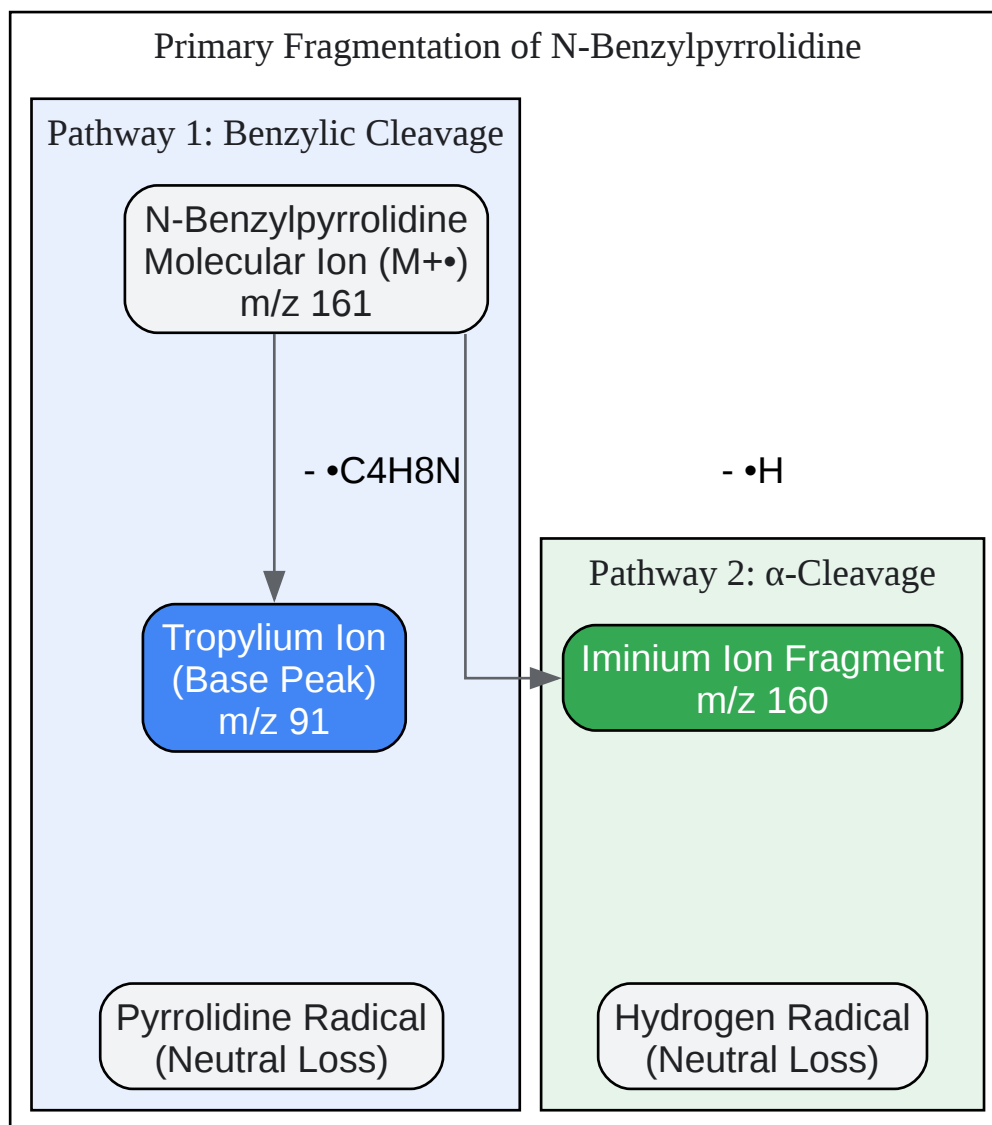 Primary Fragmentation of N-Benzylpyrrolidine
Pathway 1: Benzylic Cleavage
N-Benzylpyrrolidine
Molecular Ion (M+•)
m/z 161
- •C4H8N
- •H
Pathway 2: α-Cleavage
Tropylium Ion
(Base Peak)
m/z 91
Iminium Ion Fragment
m/z 160
Pyrrolidine Radical
(Neutral Loss)
Hydrogen Radical
(Neutral Loss)